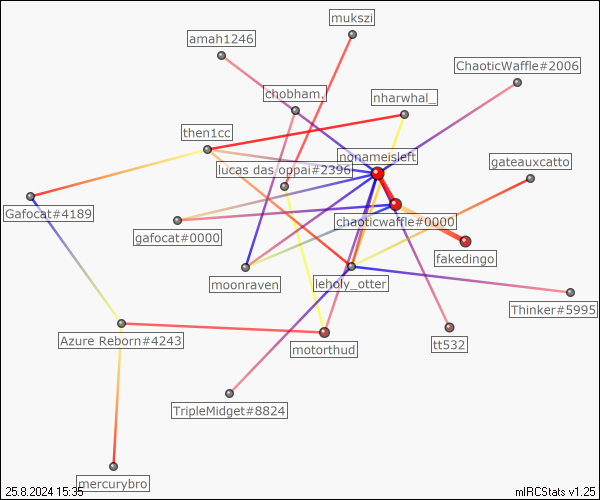 mukszi
amah1246
ChaoticWaffle#2006
chobham.
nharwhal_
then1cc
nonameisleft
gateauxcatto
lucas das oppai#2396
Gafocat#4189
chaoticwaffle#0000
gafocat#0000
fakedingo
moonraven
leholy_otter
Thinker#5995
Azure Reborn#4243
motorthud
tt532
TripleMidget#8824
mercurybro
25.8.2024 15:35
mIRCStats v1.25